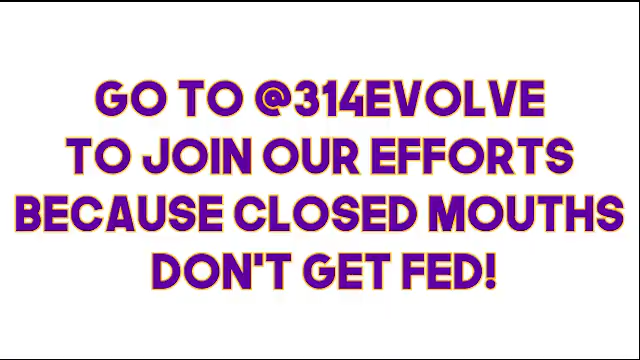 GO TO @314EVOLVE
TO JOIN OUR EFFORTS
BECAUSE CLOSED MOUTHS
DON'T GET FED!